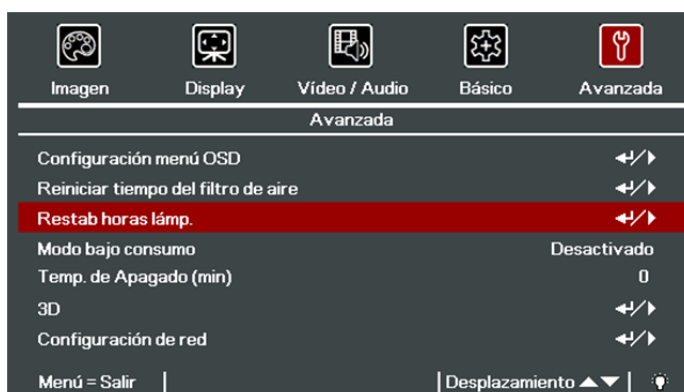 Imagen Display Vídeo / Audio Básico Avanzada
Avanzada
Configuración menú OSD
Reiniciar tiempo del filtro de aire
Restab horas lámp.
Modo bajo consumo Desactivado
Temp. de Apagado (min) 0
3D
Configuración de red
Menú = Salir | Desplazamiento ▲▼ |